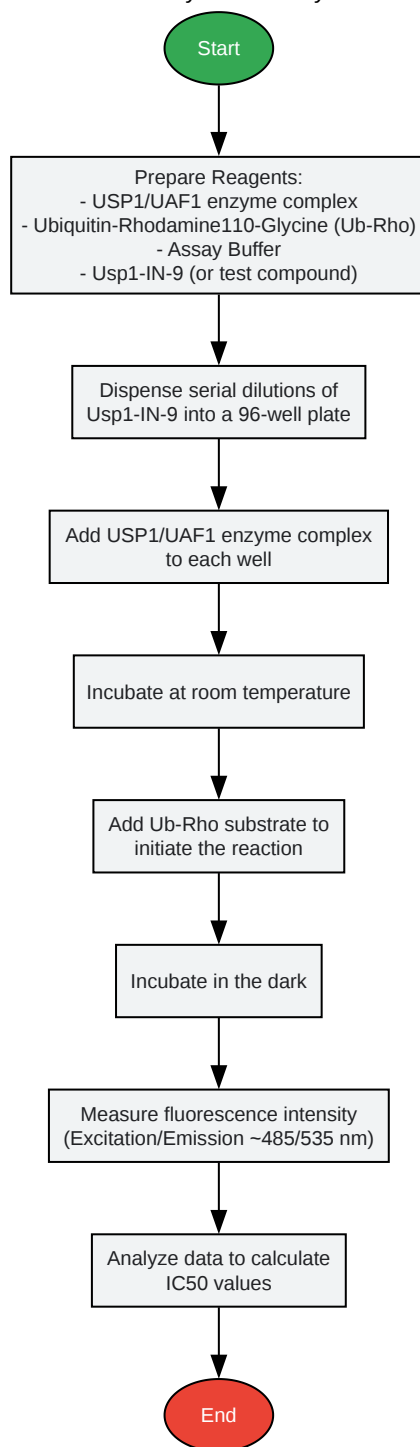 Start
Prepare Reagents:
- USP1/UAF1 enzyme complex
- Ubiquitin-Rhodamine110-Glycine (Ub-Rho)
- Assay Buffer
- Usp1-IN-9 (or test compound)
Dispense serial dilutions of
Usp1-IN-9 into a 96-well plate
Add USP1/UAF1 enzyme complex
to each well
Incubate at room temperature
Add Ub-Rho substrate to
initiate the reaction
Incubate in the dark
Measure fluorescence intensity
(Excitation/Emission ~485/535 nm)
Analyze data to calculate
IC50 values
End